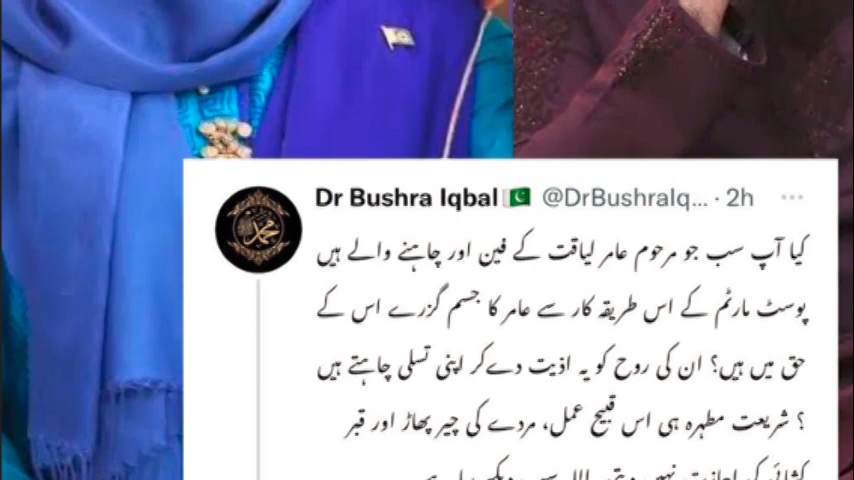 Dr Bushra Iqbal🇵🇰 @DrBushraIq... · 2h
کیا آپ سب جو مرحوم عامر لیاقت کے فین اور چاہنے والے ہیں
پوسٹ مارٹم کے اس طریقہ کار سے عامر کا جسم گزرے اس کے
حق میں ہیں؟ ان کی روح کو یہ اذیت دے کر اپنی تسلی چاہتے ہیں
؟ شریعت مطہرہ ہی اس قبیح عمل، مردے کی چیر پھاڑ اور قبر
محمد